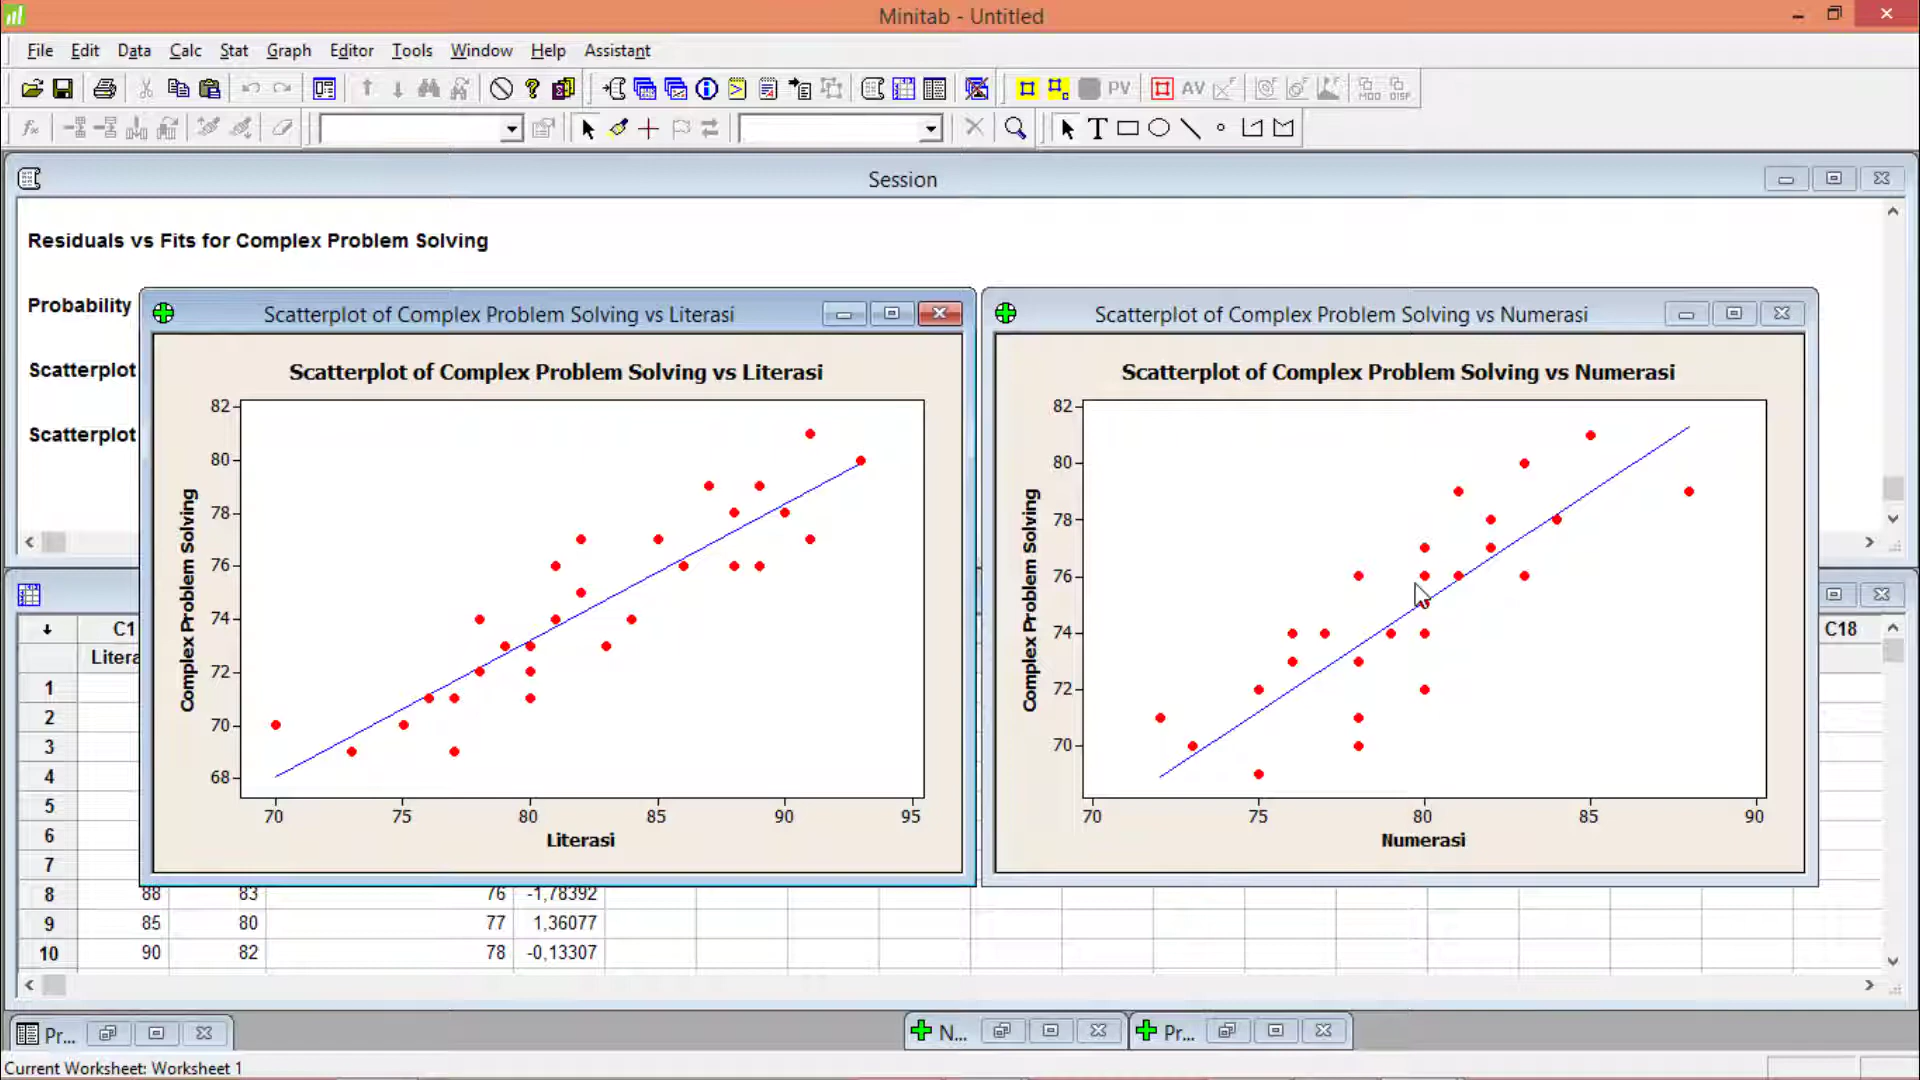 Minitab - Untitled
File Edit Data Calc Stat Graph Editor Tools Window Help Assistant
PV AV MOD DISP
Session
Residuals vs Fits for Complex Problem Solving
Probability
Scatterplot
Scatterplot
Scatterplot of Complex Problem Solving vs Literasi
Scatterplot of Complex Problem Solving vs Literasi
Complex Problem Solving
82
80
78
76
74
72
70
68
70 75 80 85 90 95
Literasi
Scatterplot of Complex Problem Solving vs Numerasi
Scatterplot of Complex Problem Solving vs Numerasi
Complex Problem Solving
82
80
78
76
74
72
70
70 75 80 85 90
Numerasi
C1 C18
Litera
1
2
3
4
5
6
7
8 88 83 76 -1,78392
9 85 80 77 1,36077
10 90 82 78 -0,13307
Pr... N... Pr...
Current Worksheet: Worksheet 1